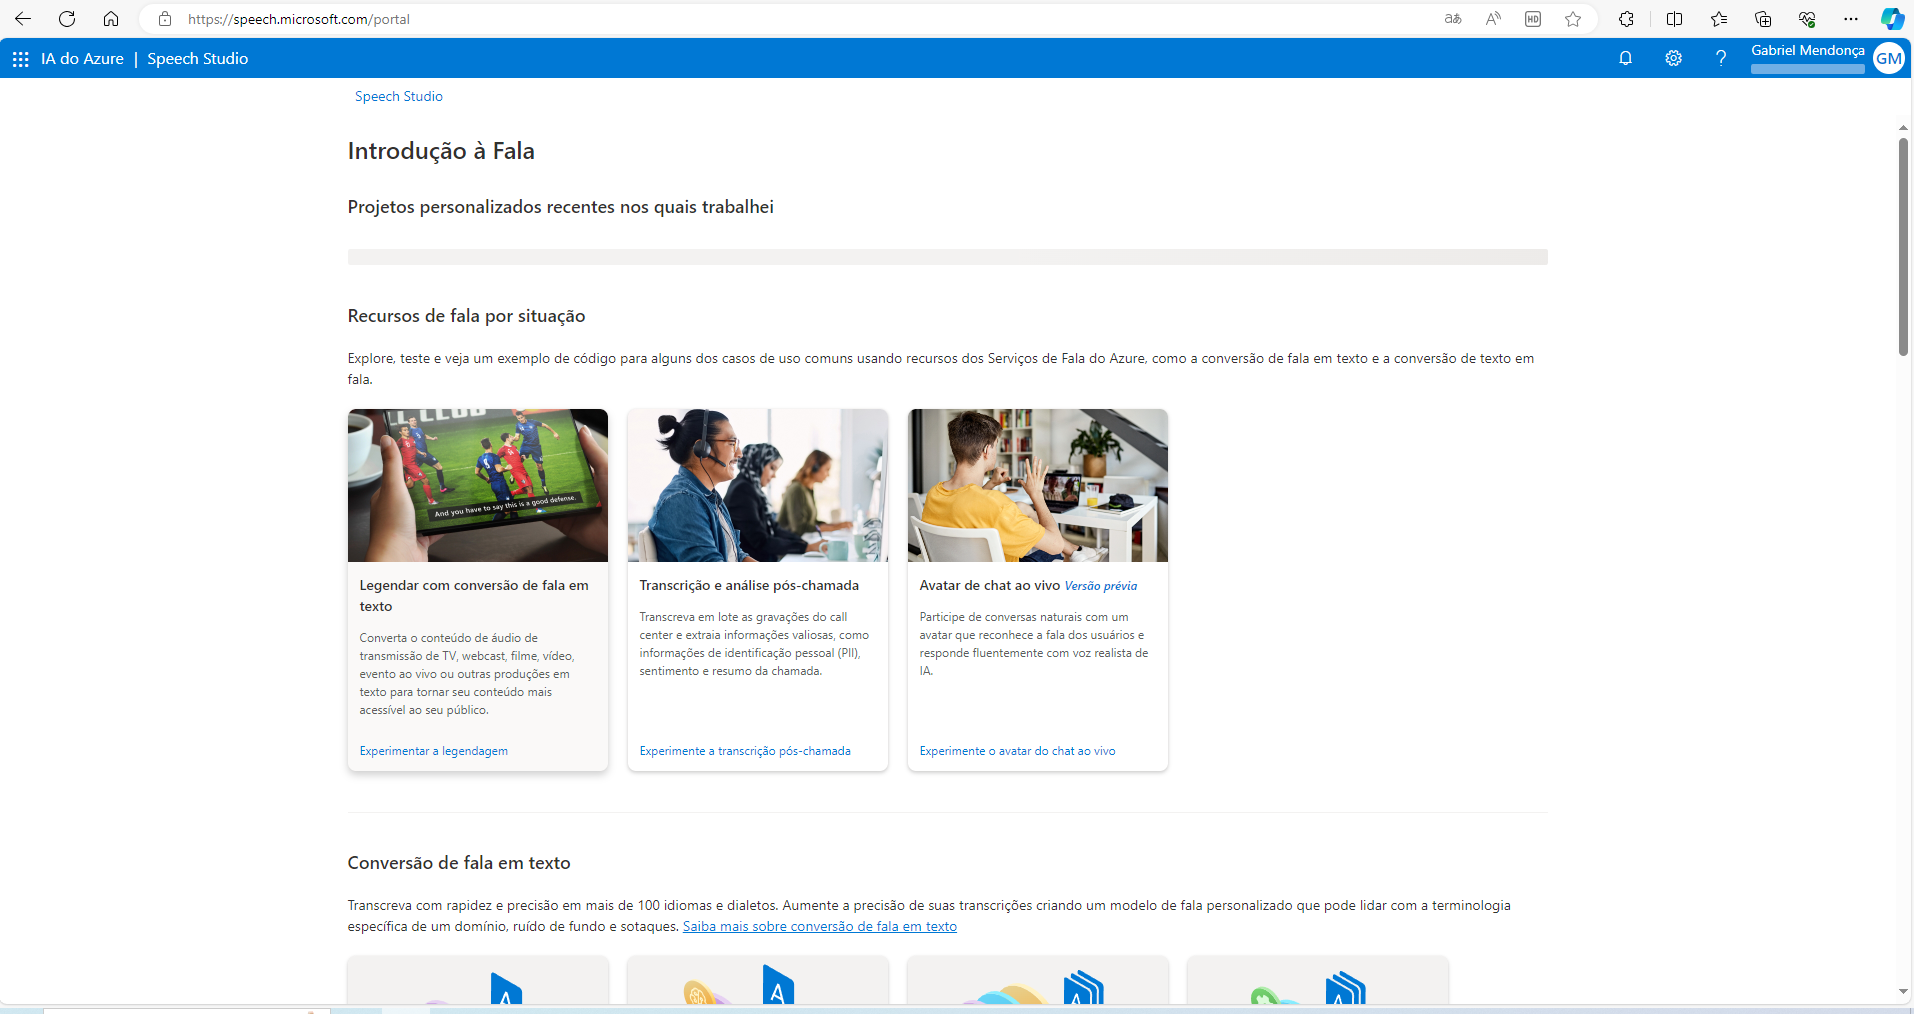 https://speech.microsoft.com/portal
IA do Azure | Speech Studio
Gabriel Mendonça
GM
Speech Studio
Introdução à Fala
Projetos personalizados recentes nos quais trabalhei
Recursos de fala por situação
Explore, teste e veja um exemplo de código para alguns dos casos de uso comuns usando recursos dos Serviços de Fala do Azure, como a conversão de fala em texto e a conversão de texto em
fala.
LL CLUB
And you have to say this is a good defense.
Legendar com conversão de fala em
texto
Converta o conteúdo de áudio de
transmissão de TV, webcast, filme, vídeo,
evento ao vivo ou outras produções em
texto para tornar seu conteúdo mais
acessível ao seu público.
Experimentar a legendagem
Transcrição e análise pós-chamada
Transcreva em lote as gravações do call
center e extraia informações valiosas, como
informações de identificação pessoal (PII),
sentimento e resumo da chamada.
Experimente a transcrição pós-chamada
Avatar de chat ao vivo Versão prévia
Participe de conversas naturais com um
avatar que reconhece a fala dos usuários e
responde fluentemente com voz realista de
IA.
Experimente o avatar do chat ao vivo
Conversão de fala em texto
Transcreva com rapidez e precisão em mais de 100 idiomas e dialetos. Aumente a precisão de suas transcrições criando um modelo de fala personalizado que pode lidar com a terminologia
específica de um domínio, ruído de fundo e sotaques. Saiba mais sobre conversão de fala em texto